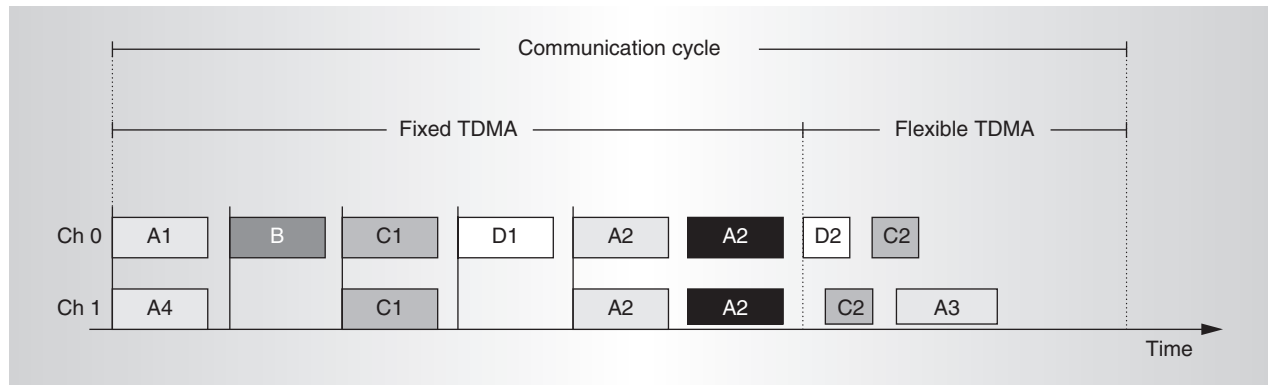 Communication cycle
Fixed TDMA Flexible TDMA
Ch 0 A1 B C1 D1 A2 A2 D2 C2
Ch 1 A4 C1 A2 A2 C2 A3
Time